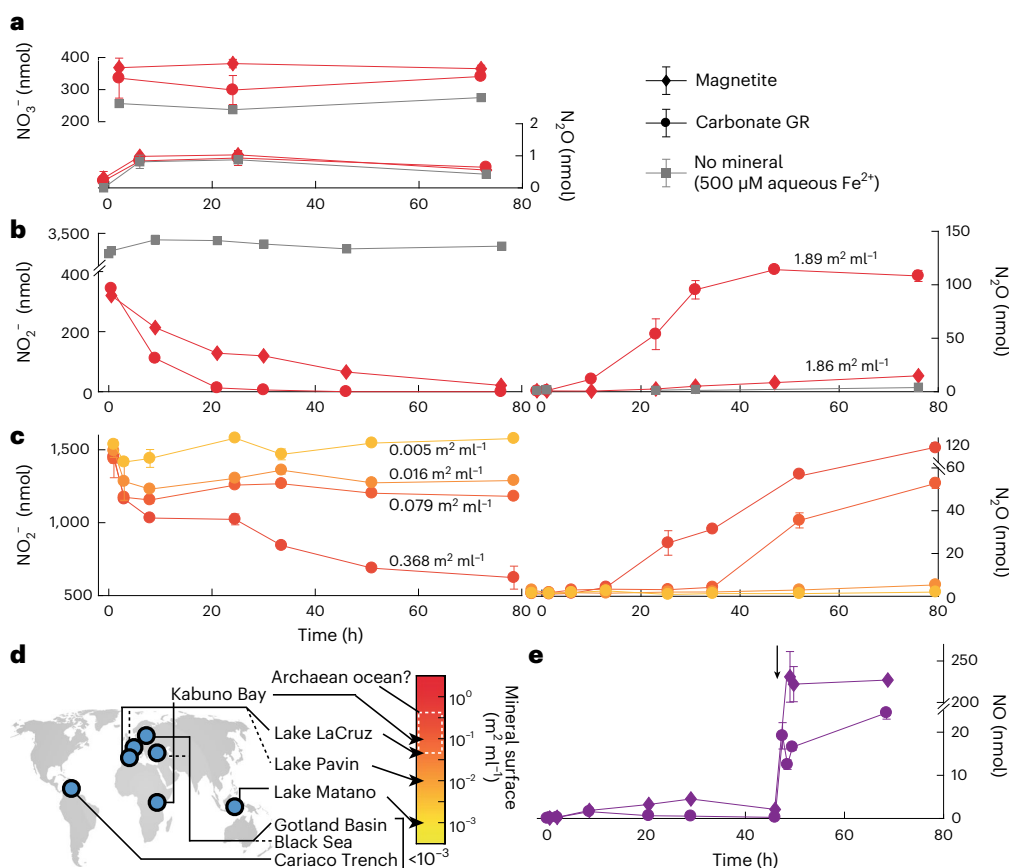 a
NO₃⁻ (nmol)
400
300
200
2
1
0
N₂O (nmol)
0
20
40
60
80
Magnetite
Carbonate GR
No mineral
(500 µM aqueous Fe²⁺)
b
NO₂⁻ (nmol)
3,500
400
200
0
0
20
40
60
80
1.89 m² ml⁻¹
1.86 m² ml⁻¹
150
100
50
0
N₂O (nmol)
0
20
40
60
80
c
NO₂⁻ (nmol)
1,500
1,000
500
0.005 m² ml⁻¹
0.016 m² ml⁻¹
0.079 m² ml⁻¹
0.368 m² ml⁻¹
0
20
40
60
80
Time (h)
120
60
40
20
0
N₂O (nmol)
0
20
40
60
80
d
Archaean ocean?
Kabuno Bay
Lake LaCruz
Lake Pavin
Lake Matano
Gotland Basin
Black Sea
Cariaco Trench
10⁰
10⁻¹
10⁻²
10⁻³
<10⁻³
Mineral surface
(m² ml⁻¹)
e
250
200
20
10
0
NO (nmol)
0
20
40
60
80
Time (h)